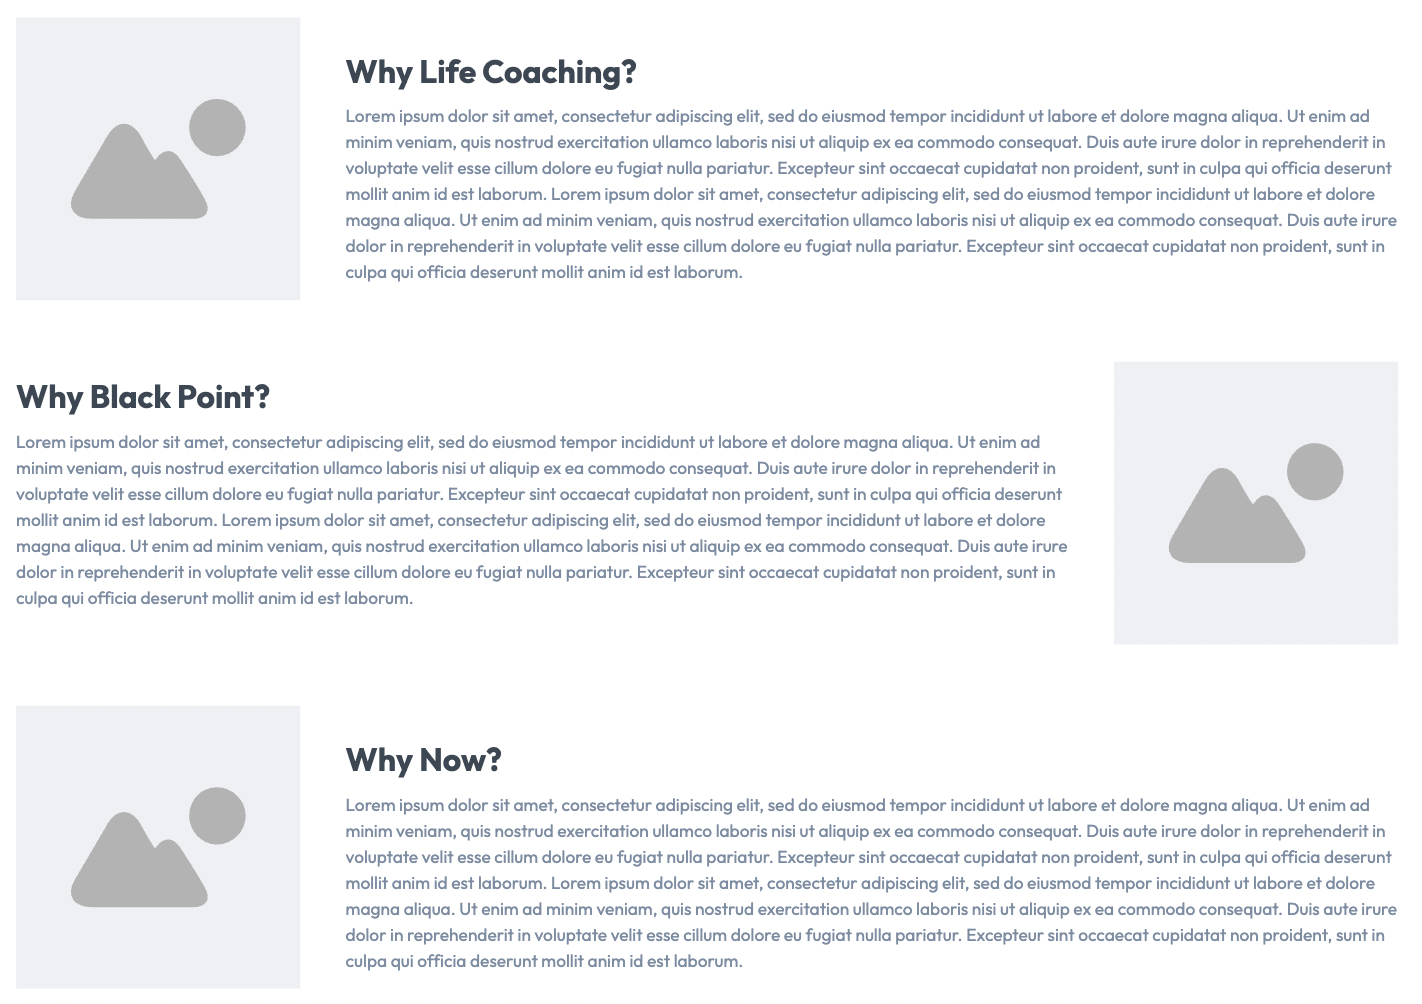 Why Life Coaching?
Lorem ipsum dolor sit amet, consectetur adipiscing elit, sed do eiusmod tempor incididunt ut labore et dolore magna aliqua. Ut enim ad
minim veniam, quis nostrud exercitation ullamco laboris nisi ut aliquip ex ea commodo consequat. Duis aute irure dolor in reprehenderit in
voluptate velit esse cillum dolore eu fugiat nulla pariatur. Excepteur sint occaecat cupidatat non proident, sunt in culpa qui officia deserunt
mollit anim id est laborum. Lorem ipsum dolor sit amet, consectetur adipiscing elit, sed do eiusmod tempor incididunt ut labore et dolore
magna aliqua. Ut enim ad minim veniam, quis nostrud exercitation ullamco laboris nisi ut aliquip ex ea commodo consequat. Duis aute irure
dolor in reprehenderit in voluptate velit esse cillum dolore eu fugiat nulla pariatur. Excepteur sint occaecat cupidatat non proident, sunt in
culpa qui officia deserunt mollit anim id est laborum.
Why Black Point?
Lorem ipsum dolor sit amet, consectetur adipiscing elit, sed do eiusmod tempor incididunt ut labore et dolore magna aliqua. Ut enim ad
minim veniam, quis nostrud exercitation ullamco laboris nisi ut aliquip ex ea commodo consequat. Duis aute irure dolor in reprehenderit in
voluptate velit esse cillum dolore eu fugiat nulla pariatur. Excepteur sint occaecat cupidatat non proident, sunt in culpa qui officia deserunt
mollit anim id est laborum. Lorem ipsum dolor sit amet, consectetur adipiscing elit, sed do eiusmod tempor incididunt ut labore et dolore
magna aliqua. Ut enim ad minim veniam, quis nostrud exercitation ullamco laboris nisi ut aliquip ex ea commodo consequat. Duis aute irure
dolor in reprehenderit in voluptate velit esse cillum dolore eu fugiat nulla pariatur. Excepteur sint occaecat cupidatat non proident, sunt in
culpa qui officia deserunt mollit anim id est laborum.
Why Now?
Lorem ipsum dolor sit amet, consectetur adipiscing elit, sed do eiusmod tempor incididunt ut labore et dolore magna aliqua. Ut enim ad
minim veniam, quis nostrud exercitation ullamco laboris nisi ut aliquip ex ea commodo consequat. Duis aute irure dolor in reprehenderit in
voluptate velit esse cillum dolore eu fugiat nulla pariatur. Excepteur sint occaecat cupidatat non proident, sunt in culpa qui officia deserunt
mollit anim id est laborum. Lorem ipsum dolor sit amet, consectetur adipiscing elit, sed do eiusmod tempor incididunt ut labore et dolore
magna aliqua. Ut enim ad minim veniam, quis nostrud exercitation ullamco laboris nisi ut aliquip ex ea commodo consequat. Duis aute irure
dolor in reprehenderit in voluptate velit esse cillum dolore eu fugiat nulla pariatur. Excepteur sint occaecat cupidatat non proident, sunt in
culpa qui officia deserunt mollit anim id est laborum.